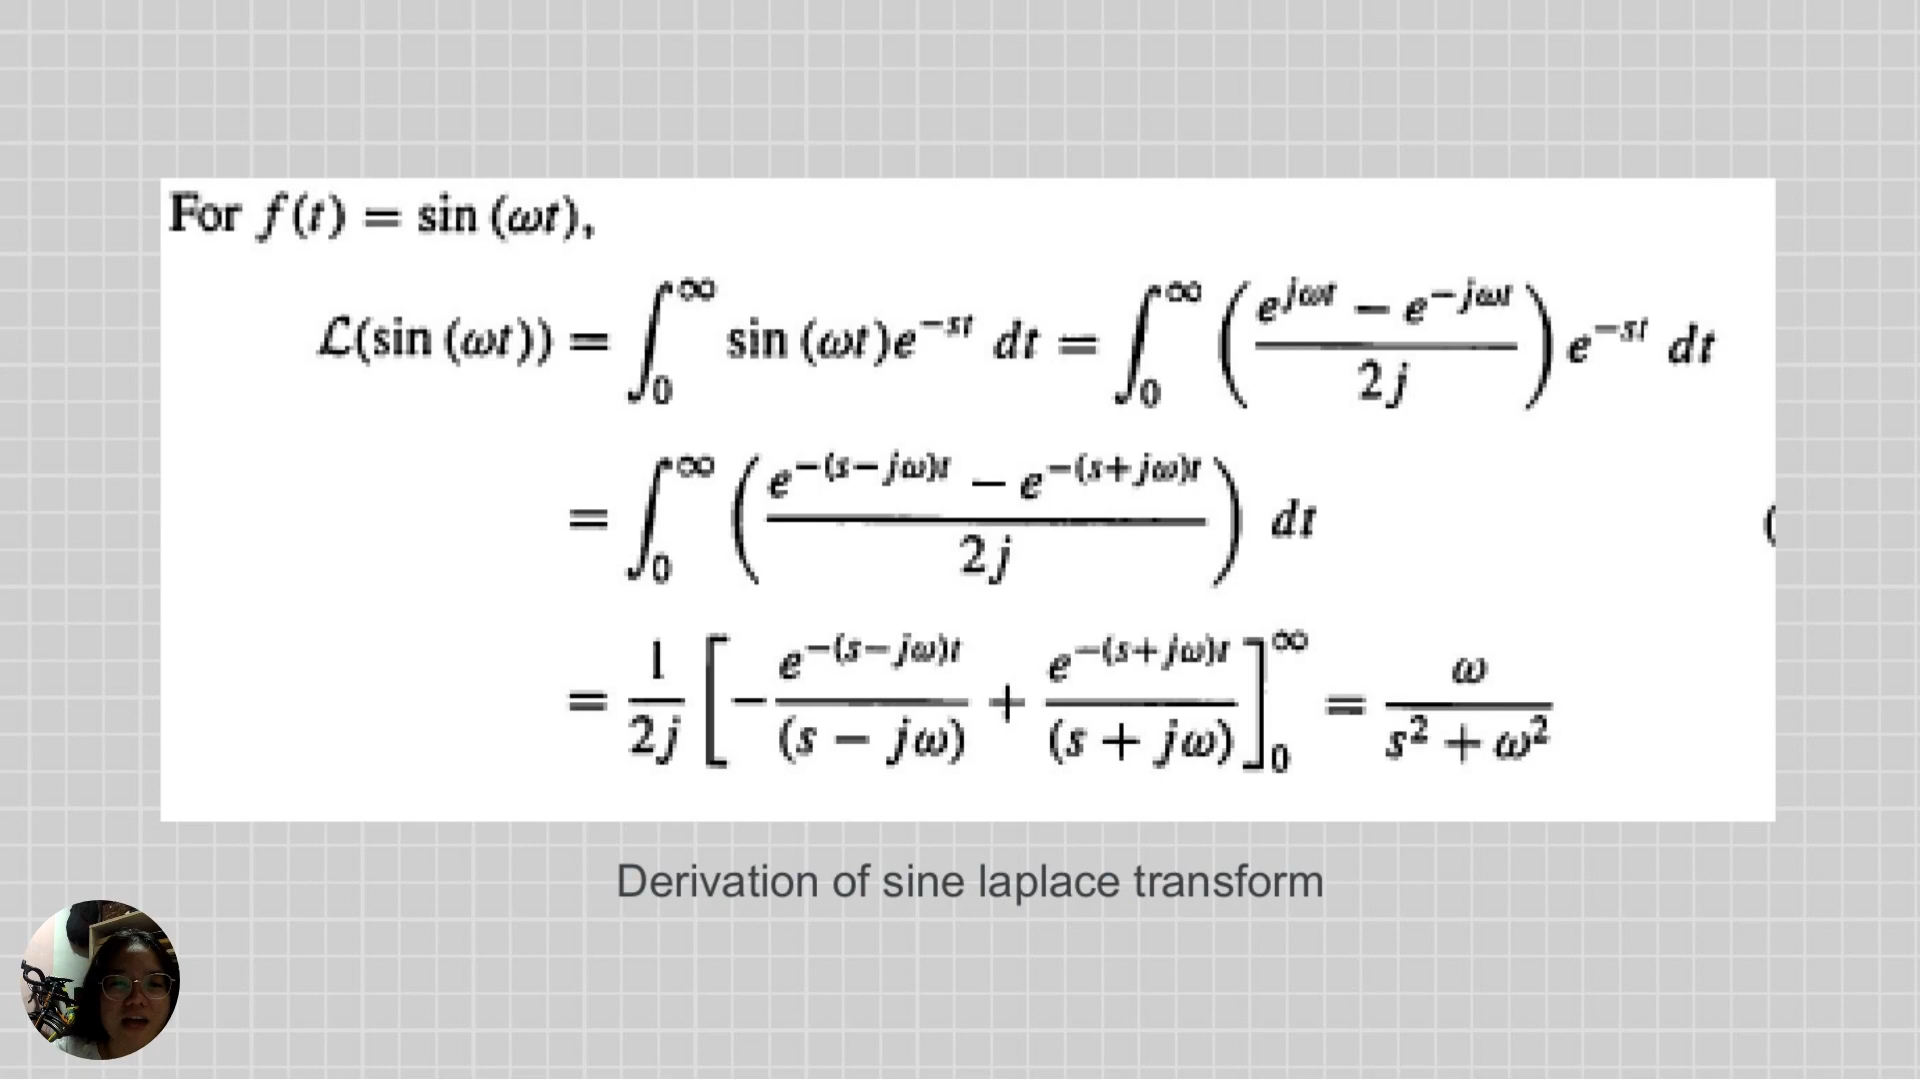 For f(t) = sin (ωt),
ℒ(sin (ωt)) = ∫₀^∞ sin (ωt)e^{−st} dt = ∫₀^∞ ( (e^{jωt} − e^{−jωt}) / 2j ) e^{−st} dt
= ∫₀^∞ ( (e^{−(s−jω)t} − e^{−(s+jω)t}) / 2j ) dt (
= 1/2j [ − e^{−(s−jω)t} / (s − jω) + e^{−(s+jω)t} / (s + jω) ]₀^∞ = ω / (s² + ω²)
Derivation of sine laplace transform